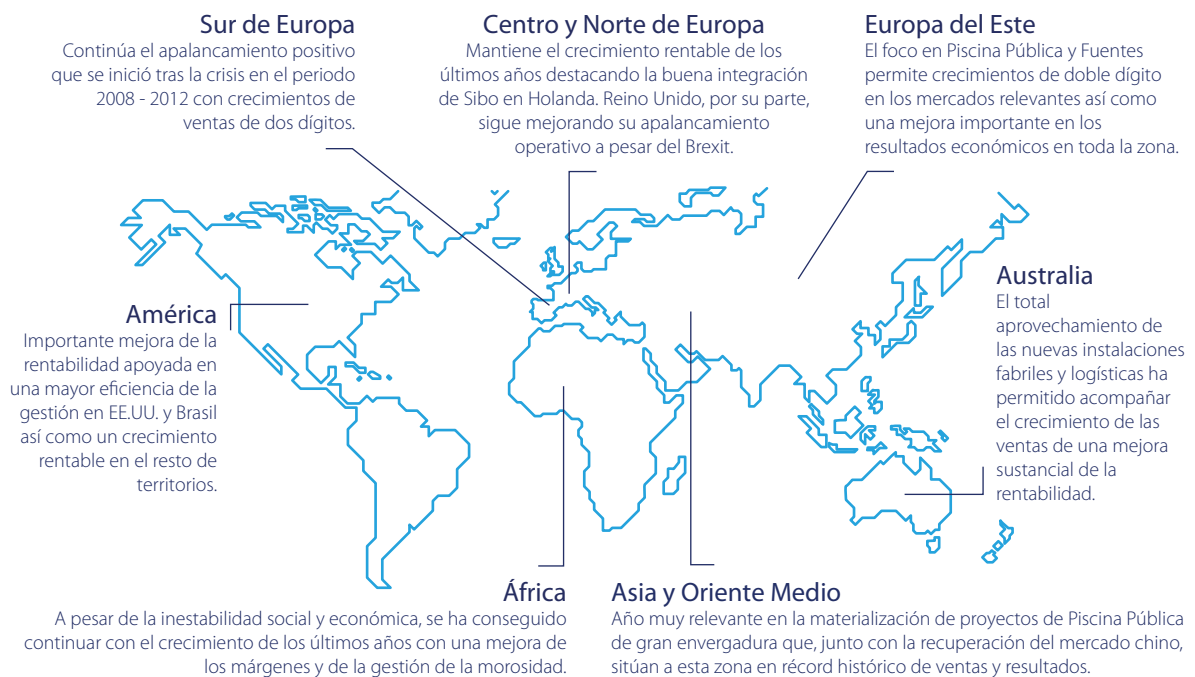 Sur de Europa
Continúa el apalancamiento positivo
que se inició tras la crisis en el periodo
2008 - 2012 con crecimientos de
ventas de dos dígitos.
Centro y Norte de Europa
Mantiene el crecimiento rentable de los
últimos años destacando la buena integración
de Sibo en Holanda. Reino Unido, por su parte,
sigue mejorando su apalancamiento
operativo a pesar del Brexit.
Europa del Este
El foco en Piscina Pública y Fuentes
permite crecimientos de doble dígito
en los mercados relevantes así como
una mejora importante en los
resultados económicos en toda la zona.
América
Importante mejora de la
rentabilidad apoyada en
una mayor eficiencia de la
gestión en EE.UU. y Brasil
así como un crecimiento
rentable en el resto de
territorios.
Australia
El total
aprovechamiento de
las nuevas instalaciones
fabriles y logísticas ha
permitido acompañar
el crecimiento de las
ventas de una mejora
sustancial de la
rentabilidad.
África
A pesar de la inestabilidad social y económica, se ha conseguido
continuar con el crecimiento de los últimos años con una mejora de
los márgenes y de la gestión de la morosidad.
Asia y Oriente Medio
Año muy relevante en la materialización de proyectos de Piscina Pública
de gran envergadura que, junto con la recuperación del mercado chino,
sitúan a esta zona en récord histórico de ventas y resultados.